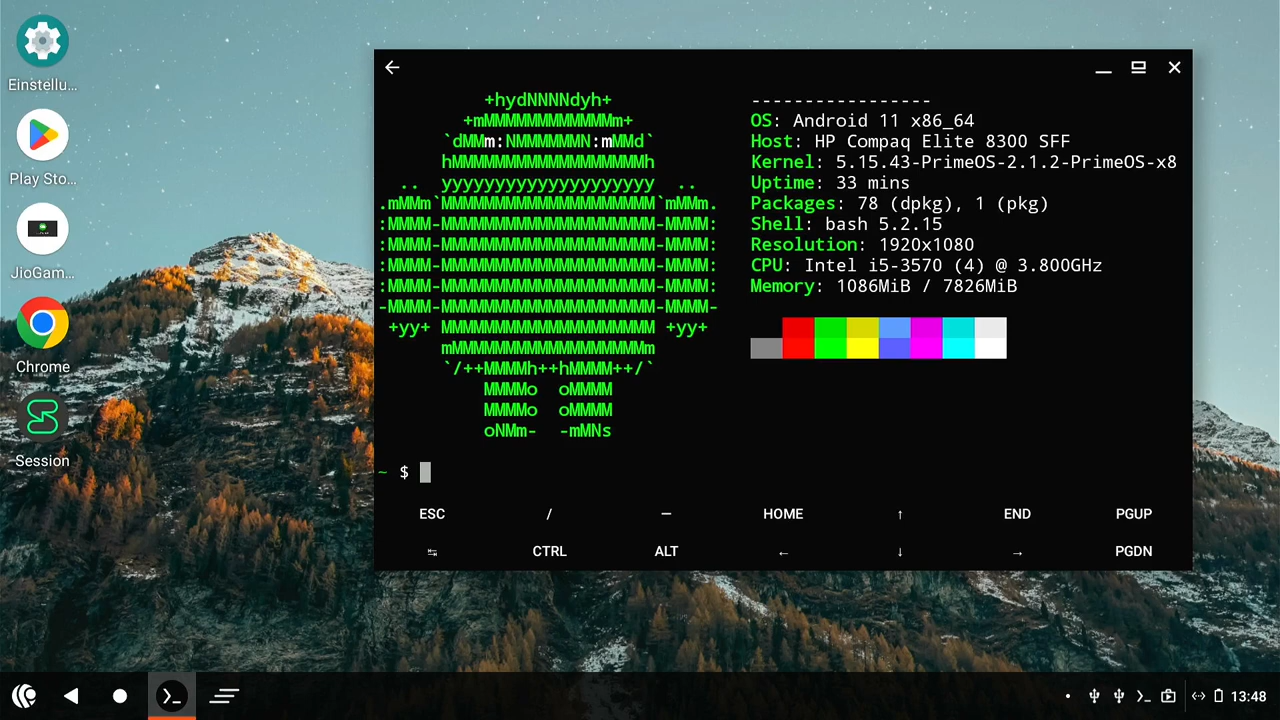 Einstellu...
Play Sto...
JioGam...
Chrome
Session
+hydNNNNdyh+
+mMMMMMMMMMMMMm+
`dMMm:NMMMMMMN:mMMd`
hMMMMMMMMMMMMMMMMMMh
.. yyyyyyyyyyyyyyyyyyyy ..
.mMMm`MMMMMMMMMMMMMMMMMMMM`mMMm.
:MMMM-MMMMMMMMMMMMMMMMMMMM-MMMM:
:MMMM-MMMMMMMMMMMMMMMMMMMM-MMMM:
:MMMM-MMMMMMMMMMMMMMMMMMMM-MMMM:
:MMMM-MMMMMMMMMMMMMMMMMMMM-MMMM:
-MMMM-MMMMMMMMMMMMMMMMMMMM-MMMM-
+yy+ MMMMMMMMMMMMMMMMMMMM +yy+
mMMMMMMMMMMMMMMMMMMm
`/++MMMMh++hMMMM++/`
MMMMo oMMMM
MMMMo oMMMM
oNMm- -mMNs
-----------------
OS: Android 11 x86_64
Host: HP Compaq Elite 8300 SFF
Kernel: 5.15.43-PrimeOS-2.1.2-PrimeOS-x8
Uptime: 33 mins
Packages: 78 (dpkg), 1 (pkg)
Shell: bash 5.2.15
Resolution: 1920x1080
CPU: Intel i5-3570 (4) @ 3.800GHz
Memory: 1086MiB / 7826MiB
~ $
ESC / — HOME ↑ END PGUP
↹ CTRL ALT ← ↓ → PGDN
13:48